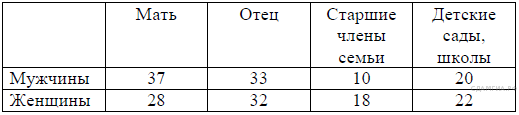 Мать Отец Старшие Детские
члены сады,
семьи школы
Мужчины 37 33 10 20
Женщины 28 32 18 22